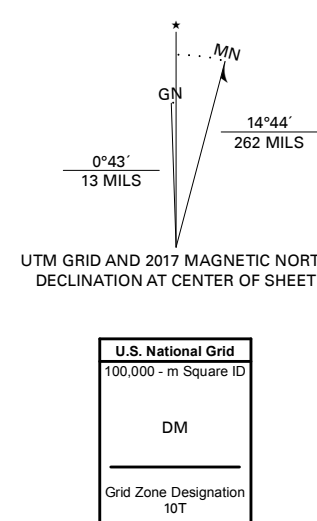 ★
MN
GN
14°44´
262 MILS
0°43´
13 MILS
UTM GRID AND 2017 MAGNETIC NORT
DECLINATION AT CENTER OF SHEET
U.S. National Grid
100,000 - m Square ID
DM
Grid Zone Designation
10T